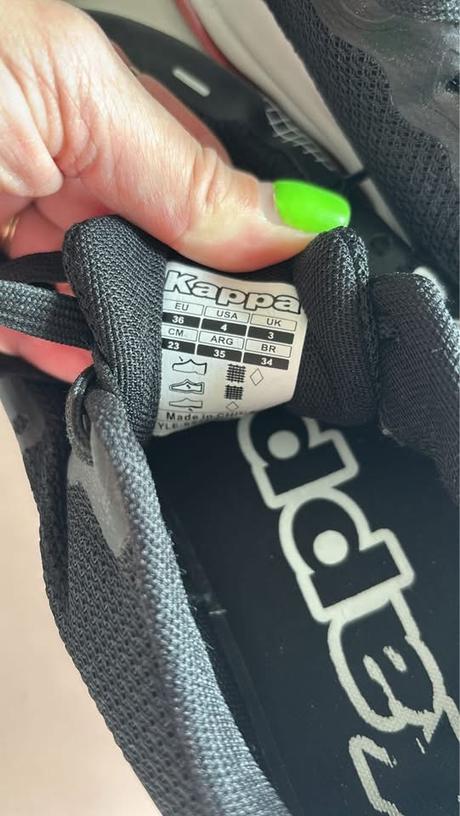 Kappa
EU USA UK
36 4 3
CM ARG BR
23 35 34
Made in
Kappa